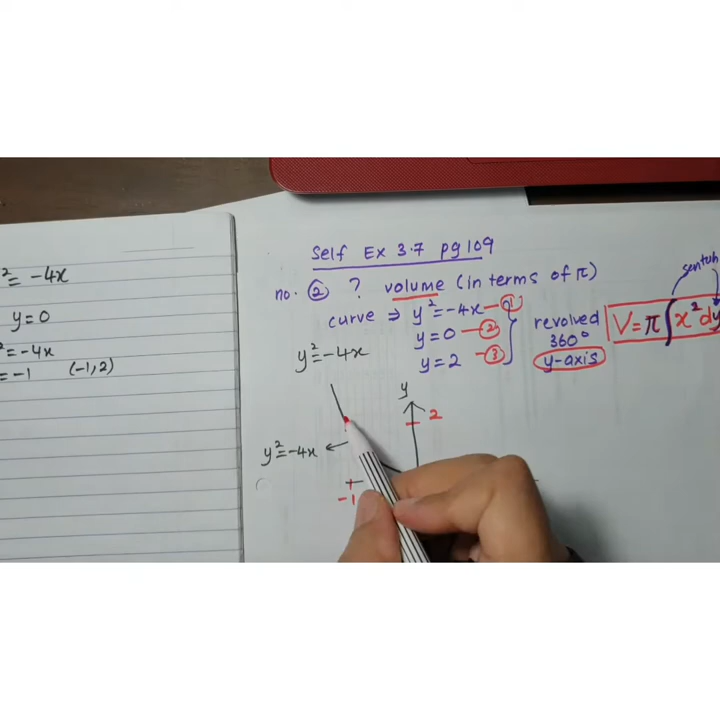 ² = -4x
y = 0
² = -4x
= -1 (-1,2)
Self Ex 3.7 pg 109
no. ② ? volume (in terms of π)
curve ⇒ y² = -4x — ①
y = 0 — ②
y = 2 — ③
revolved
360°
y-axis
V = π ∫ x² dy
y² = -4x
y
2
y² = -4x ←
-1